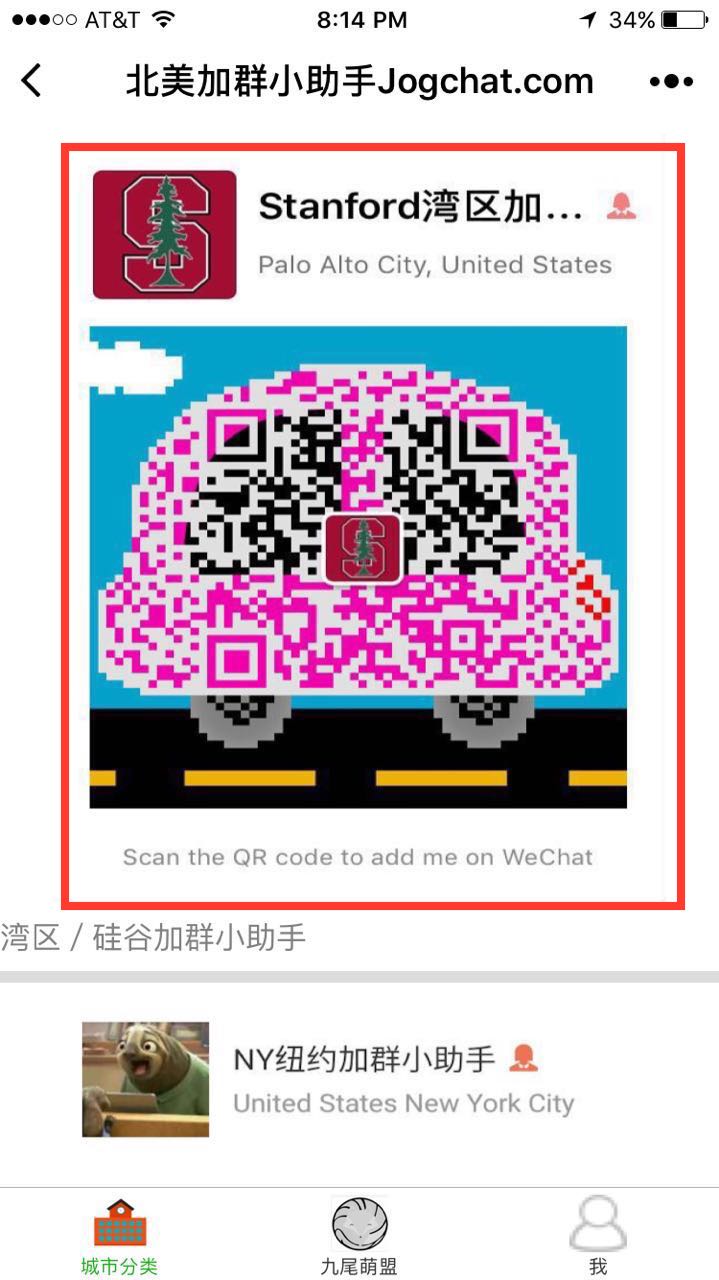 AT&T 8:14 PM 34%
北美加群小助手Jogchat.com
Stanford湾区加...
Palo Alto City, United States
Scan the QR code to add me on WeChat
湾区 / 硅谷加群小助手
NY纽约加群小助手
United States New York City
城市分类 九尾萌盟 我